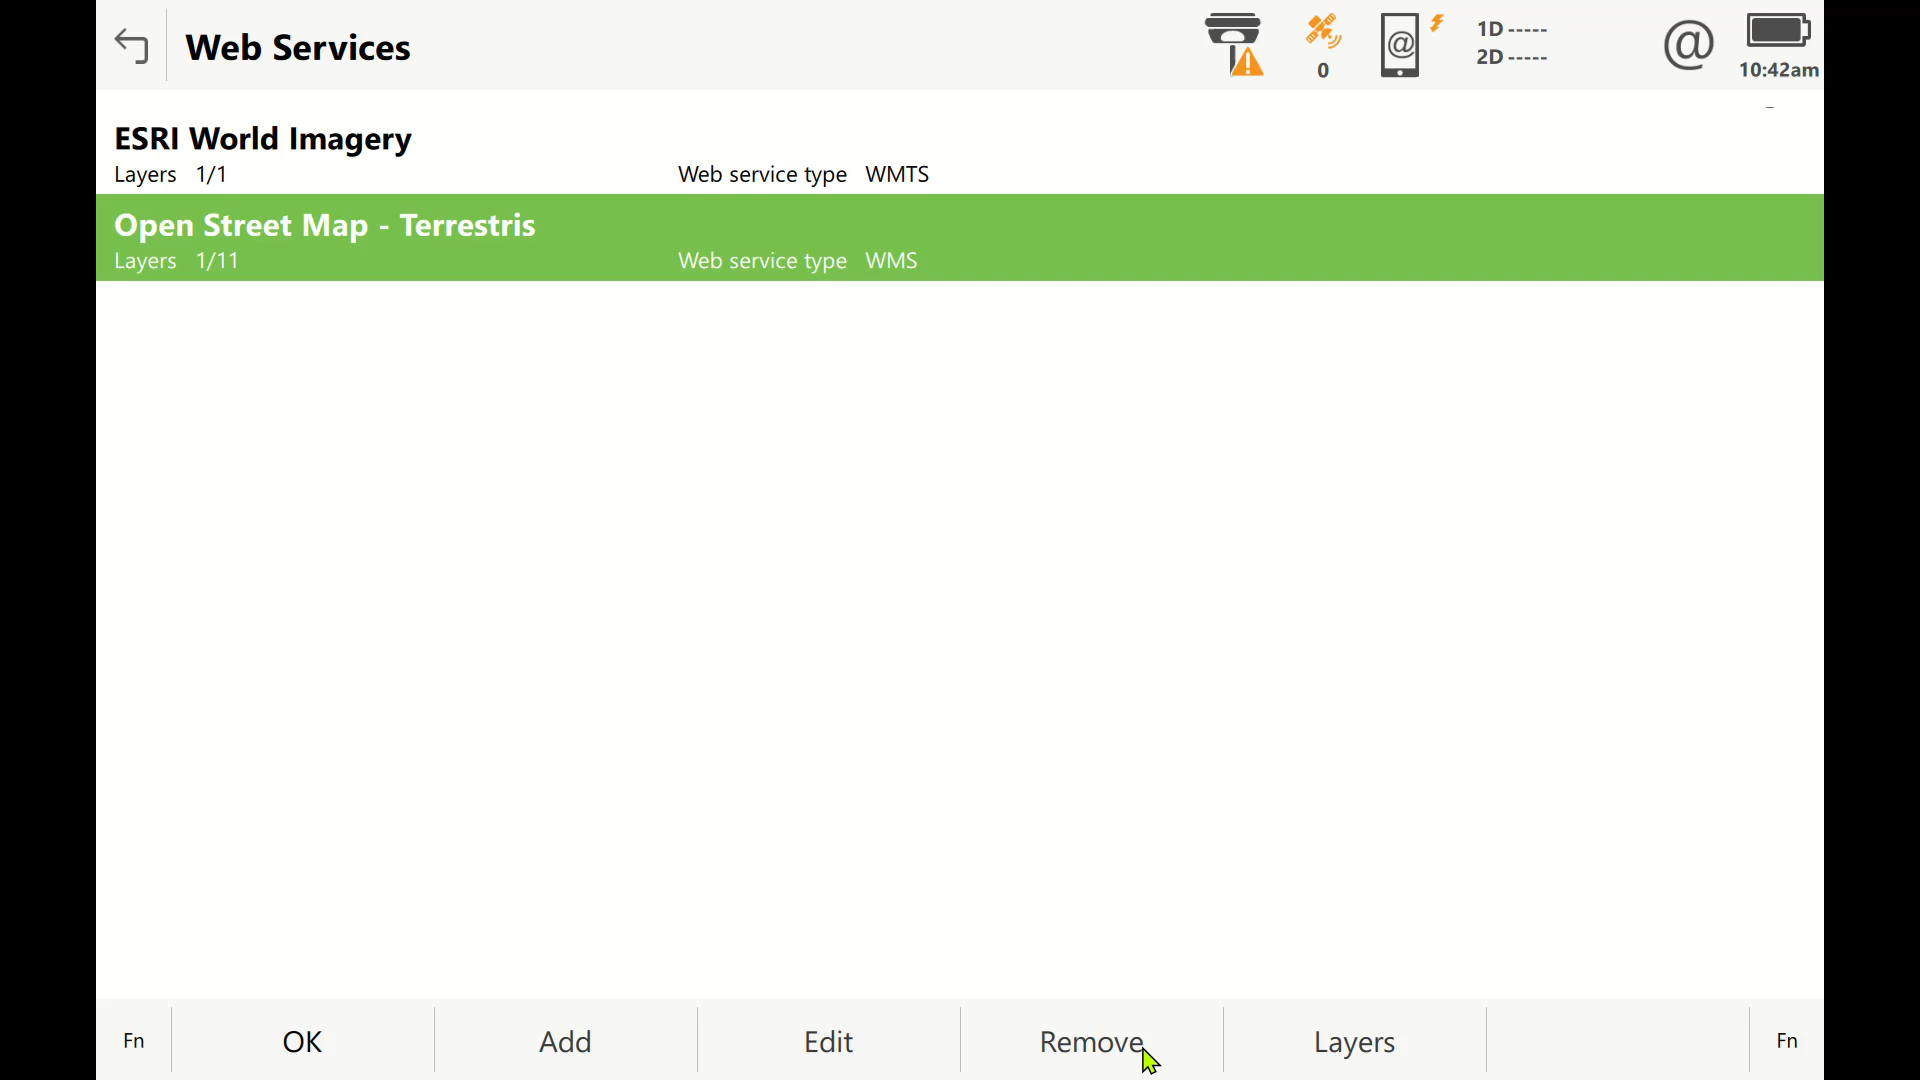 Web Services
0
@
1D -----
2D -----
@
10:42am
ESRI World Imagery
Layers 1/1 Web service type WMTS
Open Street Map - Terrestris
Layers 1/11 Web service type WMS
Fn OK Add Edit Remove Layers Fn